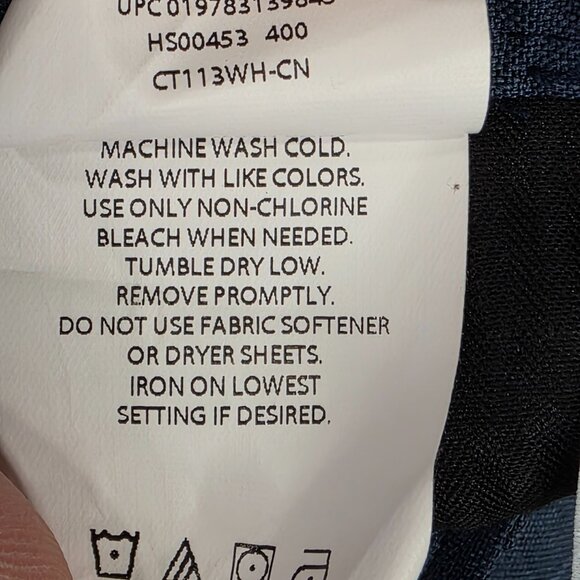 HS00453 400
CT113WH-CN
MACHINE WASH COLD.
WASH WITH LIKE COLORS.
USE ONLY NON-CHLORINE
BLEACH WHEN NEEDED.
TUMBLE DRY LOW.
REMOVE PROMPTLY.
DO NOT USE FABRIC SOFTENER
OR DRYER SHEETS.
IRON ON LOWEST
SETTING IF DESIRED.